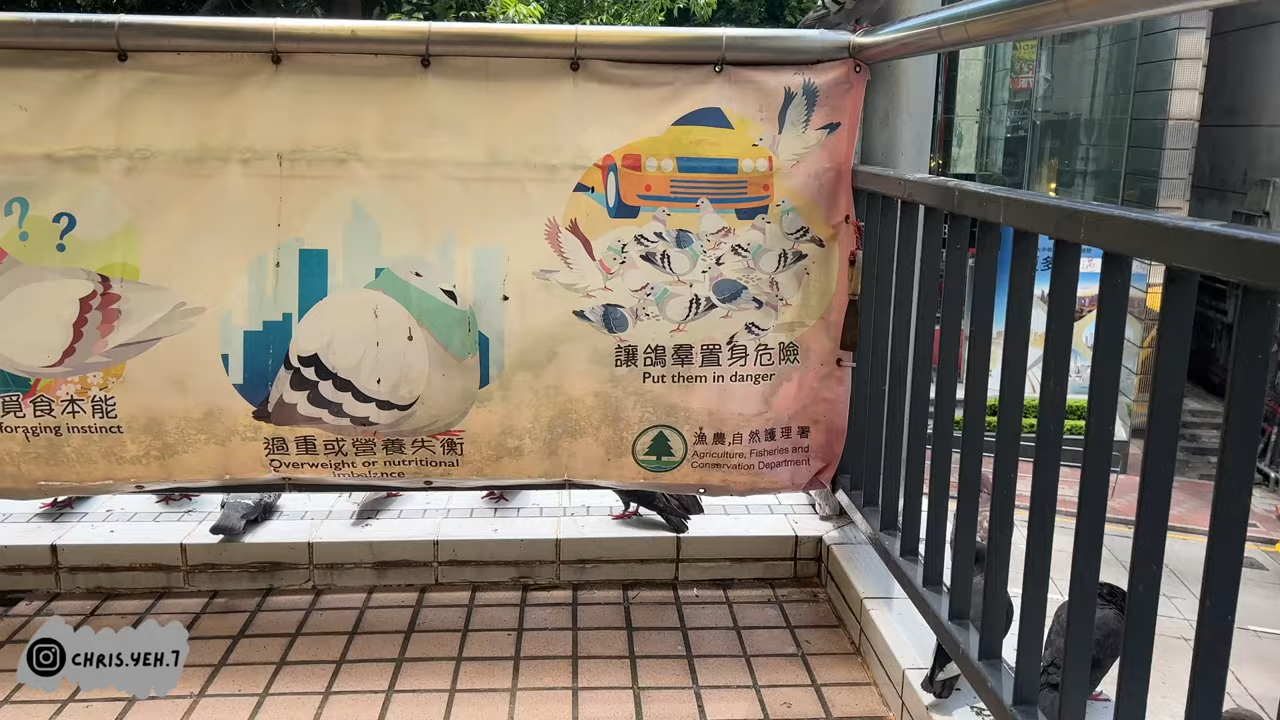 ? ?
覓食本能
foraging instinct
過重或營養失衡
Overweight or nutritional
imbalance
讓鴿羣置身危險
Put them in danger
漁農自然護理署
Agriculture, Fisheries and
Conservation Department
CHRIS.YEH.7